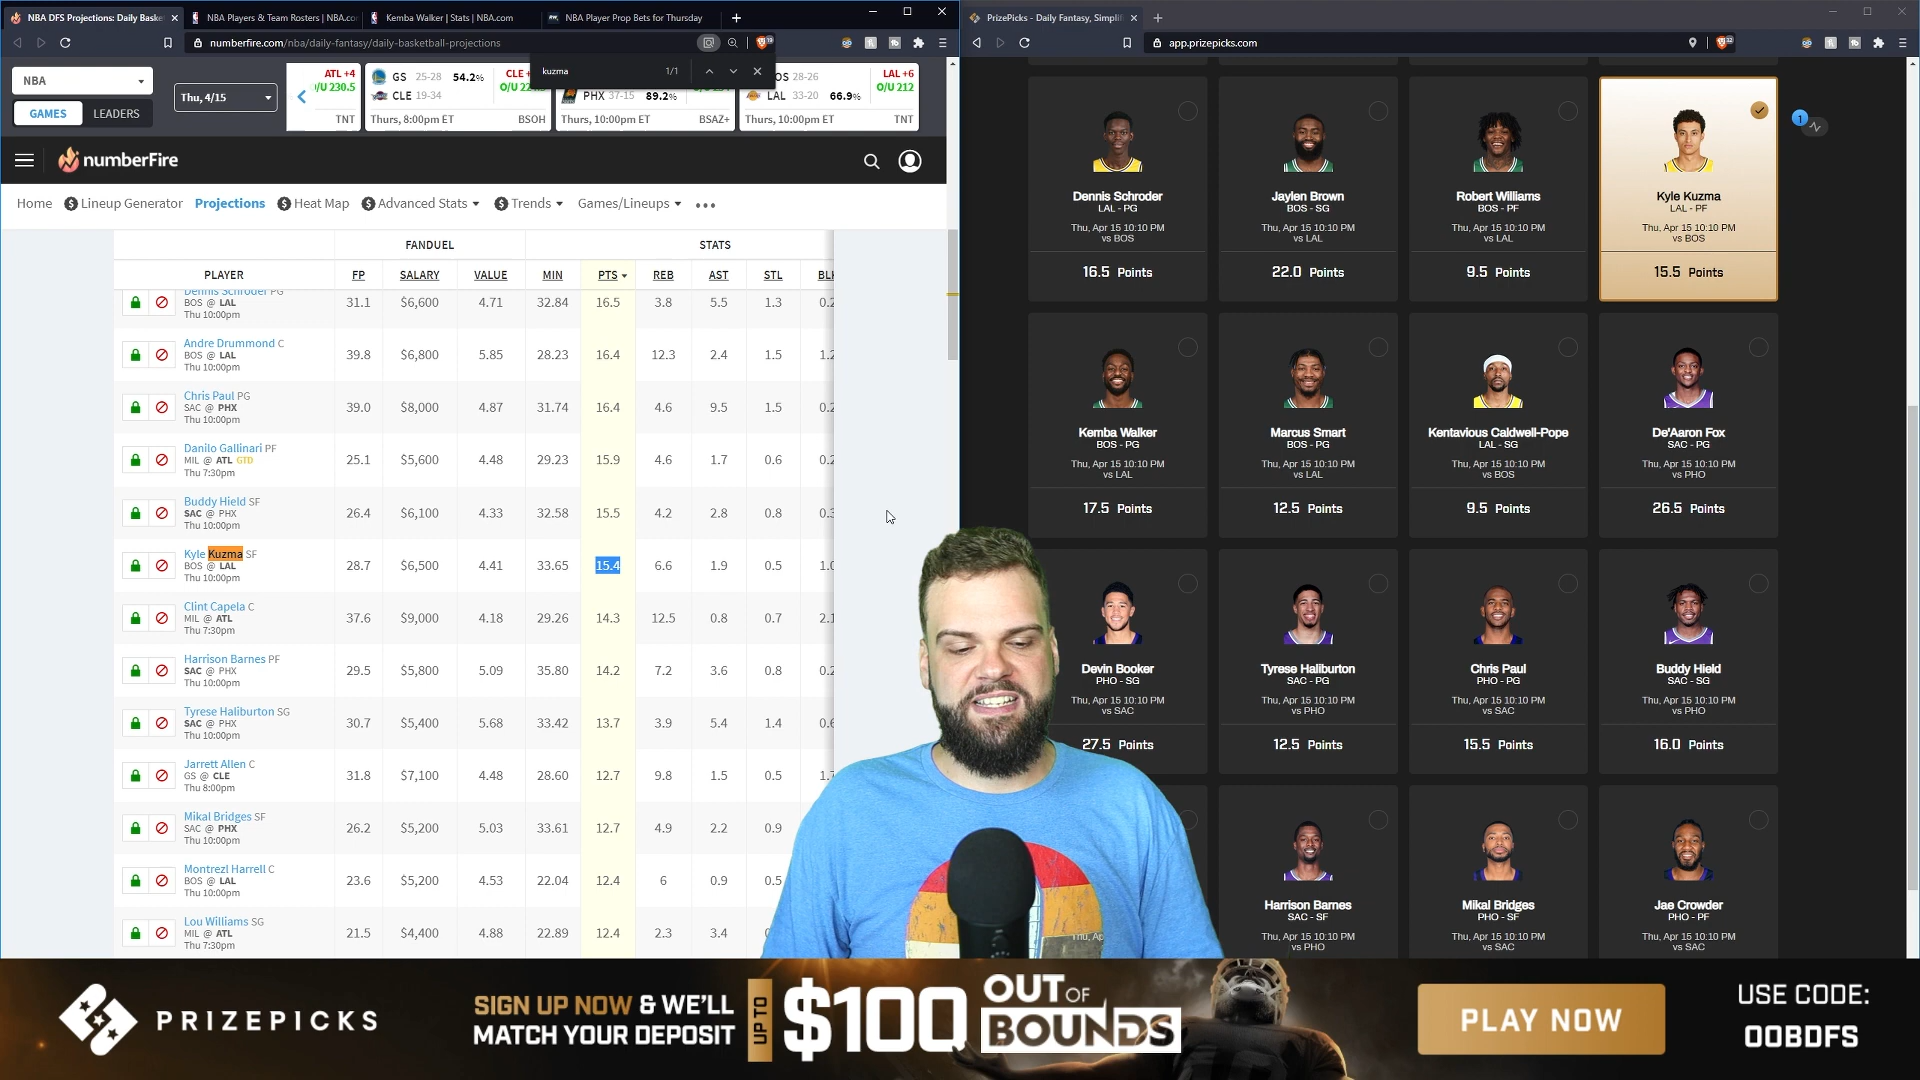 NBA DFS Projections: Daily Baske
NBA Players & Team Rosters | NBA.co
Kemba Walker | Stats | NBA.com
NBA Player Prop Bets for Thursday
numberfire.com/nba/daily-fantasy/daily-basketball-projections
kuzma 1/1
NBA
Thu, 4/15
GAMES LEADERS
ATL +4
O/U 230.5
TNT
GS 25-28 54.2%
CLE 19-34
Thurs, 8:00pm ET BSOH
PHX 37-15 89.2%
Thurs, 10:00pm ET BSAZ+
28-26 LAL +6
O/U 212
LAL 33-20 66.9%
Thurs, 10:00pm ET TNT
numberFire
Home Lineup Generator Projections Heat Map Advanced Stats Trends Games/Lineups
FANDUEL STATS
PLAYER FP SALARY VALUE MIN PTS REB AST STL BLK
Dennis Schroder PG
BOS @ LAL
Thu 10:00pm
31.1 $6,600 4.71 32.84 16.5 3.8 5.5 1.3 0.2
Andre Drummond C
BOS @ LAL
Thu 10:00pm
39.8 $6,800 5.85 28.23 16.4 12.3 2.4 1.5 1.2
Chris Paul PG
SAC @ PHX
Thu 10:00pm
39.0 $8,000 4.87 31.74 16.4 4.6 9.5 1.5 0.2
Danilo Gallinari PF
MIL @ ATL GTD
Thu 7:30pm
25.1 $5,600 4.48 29.23 15.9 4.6 1.7 0.6 0.2
Buddy Hield SF
SAC @ PHX
Thu 10:00pm
26.4 $6,100 4.33 32.58 15.5 4.2 2.8 0.8 0.3
Kyle Kuzma SF
BOS @ LAL
Thu 10:00pm
28.7 $6,500 4.41 33.65 15.4 6.6 1.9 0.5 1.0
Clint Capela C
MIL @ ATL
Thu 7:30pm
37.6 $9,000 4.18 29.26 14.3 12.5 0.8 0.7 2.1
Harrison Barnes PF
SAC @ PHX
Thu 10:00pm
29.5 $5,800 5.09 35.80 14.2 7.2 3.6 0.8 0.2
Tyrese Haliburton SG
SAC @ PHX
Thu 10:00pm
30.7 $5,400 5.68 33.42 13.7 3.9 5.4 1.4 0.6
Jarrett Allen C
GS @ CLE
Thu 8:00pm
31.8 $7,100 4.48 28.60 12.7 9.8 1.5 0.5 1.7
Mikal Bridges SF
SAC @ PHX
Thu 10:00pm
26.2 $5,200 5.03 33.61 12.7 4.9 2.2 0.9
Montrezl Harrell C
BOS @ LAL
Thu 10:00pm
23.6 $5,200 4.53 22.04 12.4 6 0.9 0.5
Lou Williams SG
MIL @ ATL
Thu 7:30pm
21.5 $4,400 4.88 22.89 12.4 2.3 3.4
PrizePicks - Daily Fantasy, Simpli
app.prizepicks.com
1
Dennis Schroder
LAL - PG
Thu, Apr 15 10:10 PM
vs BOS
16.5 Points
Jaylen Brown
BOS - SG
Thu, Apr 15 10:10 PM
vs LAL
22.0 Points
Robert Williams
BOS - PF
Thu, Apr 15 10:10 PM
vs LAL
9.5 Points
Kyle Kuzma
LAL - PF
Thu, Apr 15 10:10 PM
vs BOS
15.5 Points
Kemba Walker
BOS - PG
Thu, Apr 15 10:10 PM
vs LAL
17.5 Points
Marcus Smart
BOS - PG
Thu, Apr 15 10:10 PM
vs LAL
12.5 Points
Kentavious Caldwell-Pope
LAL - SG
Thu, Apr 15 10:10 PM
vs BOS
9.5 Points
De'Aaron Fox
SAC - PG
Thu, Apr 15 10:10 PM
vs PHO
26.5 Points
Devin Booker
PHO - SG
Thu, Apr 15 10:10 PM
vs SAC
27.5 Points
Tyrese Haliburton
SAC - PG
Thu, Apr 15 10:10 PM
vs PHO
12.5 Points
Chris Paul
PHO - PG
Thu, Apr 15 10:10 PM
vs SAC
15.5 Points
Buddy Hield
SAC - SG
Thu, Apr 15 10:10 PM
vs PHO
16.0 Points
Thu, Ap
Harrison Barnes
SAC - SF
Thu, Apr 15 10:10 PM
vs PHO
Mikal Bridges
PHO - SF
Thu, Apr 15 10:10 PM
vs SAC
Jae Crowder
PHO - PF
Thu, Apr 15 10:10 PM
vs SAC
PRIZEPICKS
SIGN UP NOW & WE'LL
MATCH YOUR DEPOSIT
UP TO
$100
OUT OF
BOUNDS
PLAY NOW
USE CODE:
OOBDFS